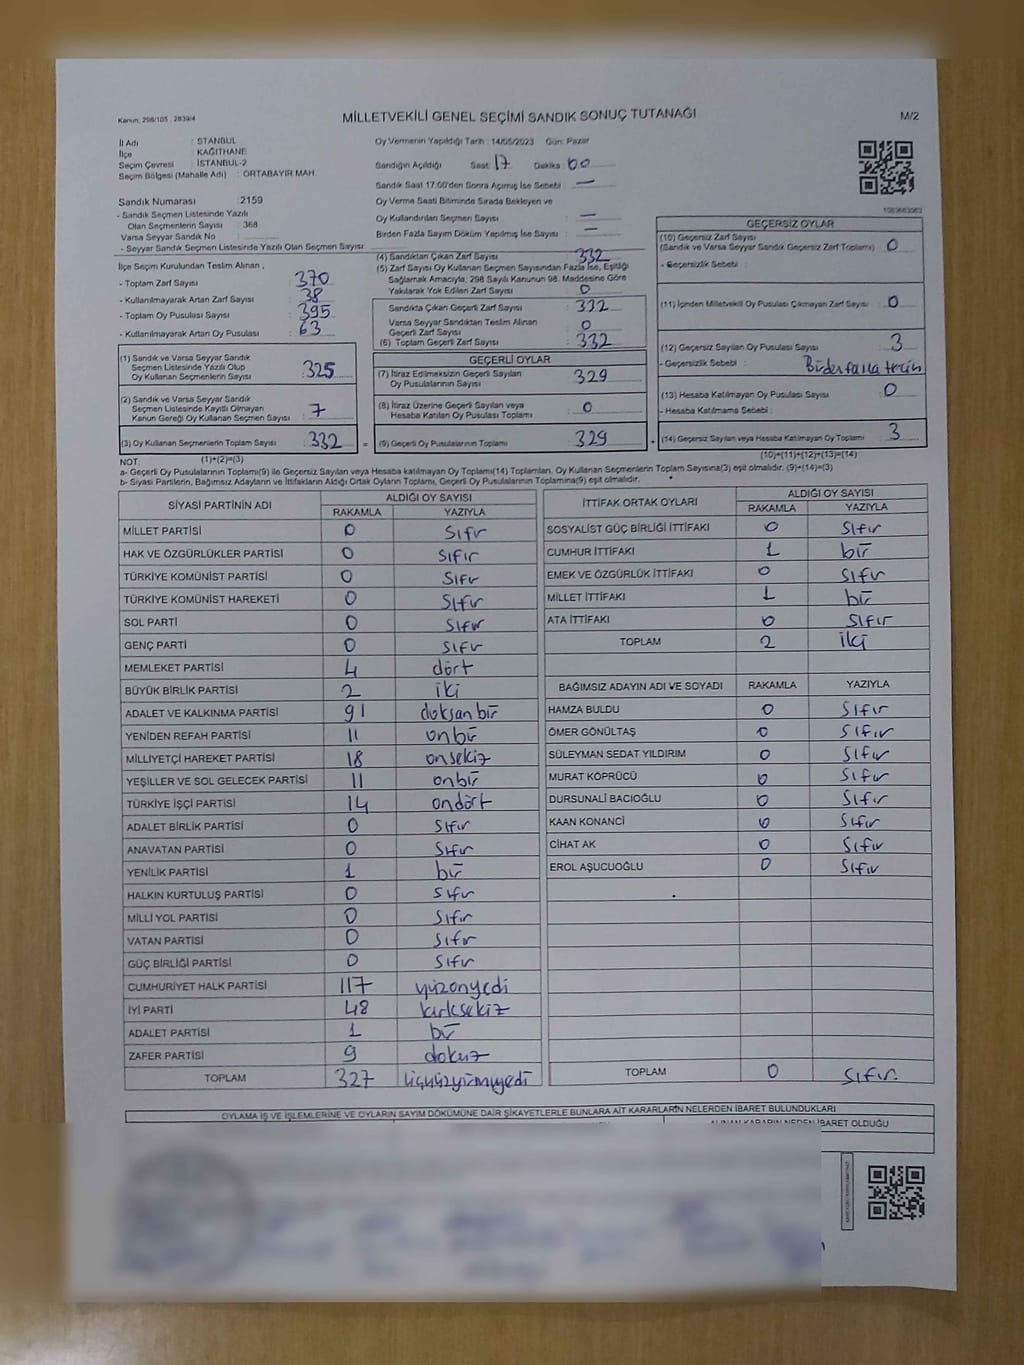 Kanun: 298/105 , 2839/4
MİLLETVEKİLİ GENEL SEÇİMİ SANDIK SONUÇ TUTANAĞI
M/2
İl Adı : STANBUL
İlçe : KAĞITHANE
Seçim Çevresi : İSTANBUL-2
Seçim Bölgesi (Mahalle Adı) : ORTABAYIR MAH.
Sandık Numarası : 2159
- Sandık Seçmen Listesinde Yazılı
Olan Seçmenlerin Sayısı : 368
Varsa Seyyar Sandık No :
- Seyyar Sandık Seçmen Listesinde Yazılı Olan Seçmen Sayısı:
Oy Vermenin Yapıldığı Tarih : 14/05/2023 Gün: Pazar
Sandığın Açıldığı Saat: 17 Dakika 00
Sandık Saat 17:00'den Sonra Açımış İse Sebebi : —
Oy Verme Saati Bitiminde Sırada Bekleyen ve
Oy Kullandırılan Seçmen Sayısı : —
Birden Fazla Sayım Döküm Yapılmış İse Sayısı : —
İlçe Seçim Kurulundan Teslim Alınan ;
- Toplam Zarf Sayısı : 370
- Kullanılmayarak Artan Zarf Sayısı : 38
- Toplam Oy Pusulası Sayısı : 395
- Kullanılmayarak Artan Oy Pusulası : 63
(1) Sandık ve Varsa Seyyar Sandık
Seçmen Listesinde Yazılı Olup
Oy Kullanan Seçmenlerin Sayısı : 325
(2) Sandık ve Varsa Seyyar Sandık
Seçmen Listesinde Kayıtlı Olmayan
Kanun Gereği Oy Kullanan Seçmen Sayısı : 7
(3) Oy Kullanan Seçmenlerin Toplam Sayısı : 332 =
(1)+(2)=(3)
(4) Sandıktan Çıkan Zarf Sayısı : 332
(5) Zarf Sayısı Oy Kullanan Seçmen Sayısından Fazla İse, Eşitliği
Sağlamak Amacıyla; 298 Sayılı Kanunun 98. Maddesine Göre
Yakılarak Yok Edilen Zarf Sayısı : 0
Sandıkta Çıkan Geçerli Zarf Sayısı : 332
Varsa Seyyar Sandıktan Teslim Alınan
Geçerli Zarf Sayısı : 0
(6) Toplam Geçerli Zarf Sayısı : 332
GEÇERLİ OYLAR
(7) İtiraz Edilmeksizin Geçerli Sayılan
Oy Pusulalarının Sayısı : 329
(8) İtiraz Üzerine Geçerli Sayılan veya
Hesaba Katılan Oy Pusulası Toplamı : 0
(9) Geçerli Oy Pusulalarının Toplamı : 329 +
1083663063
GEÇERSİZ OYLAR
(10) Geçersiz Zarf Sayısı
(Sandık ve Varsa Seyyar Sandık Geçersiz Zarf Toplamı) : 0
- Geçersizlik Sebebi :
(11) İçinden Milletvekili Oy Pusulası Çıkmayan Zarf Sayısı : 0
(12) Geçersiz Sayılan Oy Pusulası Sayısı : 3
- Geçersizlik Sebebi : Birden fazla tercih
(13) Hesaba Katılmayan Oy Pusulası Sayısı : 0
- Hesaba Katılmama Sebebi :
(14) Geçersiz Sayılan veya Hesaba Katılmayan Oy Toplamı : 3
(10)+(11)+(12)+(13)=(14)
NOT:
a- Geçerli Oy Pusulalarının Toplamı(9) ile Geçersiz Sayılan veya Hesaba katılmayan Oy Toplamı(14) Toplamları, Oy Kullanan Seçmenlerin Toplam Sayısına(3) eşit olmalıdır. (9)+(14)=(3)
b- Siyasi Partilerin, Bağımsız Adayların ve İttifakların Aldığı Ortak Oyların Toplamı, Geçerli Oy Pusulalarının Toplamına(9) eşit olmalıdır.
SİYASİ PARTİNİN ADI ALDIĞI OY SAYISI
RAKAMLA YAZIYLA
MİLLET PARTİSİ 0 Sıfır
HAK VE ÖZGÜRLÜKLER PARTİSİ 0 Sıfır
TÜRKİYE KOMÜNİST PARTİSİ 0 Sıfır
TÜRKİYE KOMÜNİST HAREKETİ 0 Sıfır
SOL PARTİ 0 Sıfır
GENÇ PARTİ 0 Sıfır
MEMLEKET PARTİSİ 4 dört
BÜYÜK BİRLİK PARTİSİ 2 iki
ADALET VE KALKINMA PARTİSİ 91 doksan bir
YENİDEN REFAH PARTİSİ 11 onbir
MİLLİYETÇİ HAREKET PARTİSİ 18 onsekiz
YEŞİLLER VE SOL GELECEK PARTİSİ 11 onbir
TÜRKİYE İŞÇİ PARTİSİ 14 ondört
ADALET BİRLİK PARTİSİ 0 Sıfır
ANAVATAN PARTİSİ 0 Sıfır
YENİLİK PARTİSİ 1 bir
HALKIN KURTULUŞ PARTİSİ 0 Sıfır
MİLLİ YOL PARTİSİ 0 Sıfır
VATAN PARTİSİ 0 Sıfır
GÜÇ BİRLİĞİ PARTİSİ 0 Sıfır
CUMHURİYET HALK PARTİSİ 117 yüzonyedi
İYİ PARTİ 48 kırksekiz
ADALET PARTİSİ 1 bir
ZAFER PARTİSİ 9 dokuz
TOPLAM 327 üçyüzyirmiyedi
İTTİFAK ORTAK OYLARI ALDIĞI OY SAYISI
RAKAMLA YAZIYLA
SOSYALİST GÜÇ BİRLİĞİ İTTİFAKI 0 Sıfır
CUMHUR İTTİFAKI 1 bir
EMEK VE ÖZGÜRLÜK İTTİFAKI 0 Sıfır
MİLLET İTTİFAKI 1 bir
ATA İTTİFAKI 0 Sıfır
TOPLAM 2 iki
BAĞIMSIZ ADAYIN ADI VE SOYADI RAKAMLA YAZIYLA
HAMZA BULDU 0 Sıfır
ÖMER GÖNÜLTAŞ 0 Sıfır
SÜLEYMAN SEDAT YILDIRIM 0 Sıfır
MURAT KÖPRÜCÜ 0 Sıfır
DURSUNALİ BACIOĞLU 0 Sıfır
KAAN KONANCİ 0 Sıfır
CİHAT AK 0 Sıfır
EROL AŞUCUOĞLU 0 Sıfır
TOPLAM 0 Sıfır.
OYLAMA İŞ VE İŞLEMLERİNE VE OYLARIN SAYIM DÖKÜMÜNE DAİR ŞİKAYETLERLE BUNLARA AİT KARARLARIN NELERDEN İBARET BULUNDUKLARI
ALINAN KARARIN NEDEN İBARET OLDUĞU